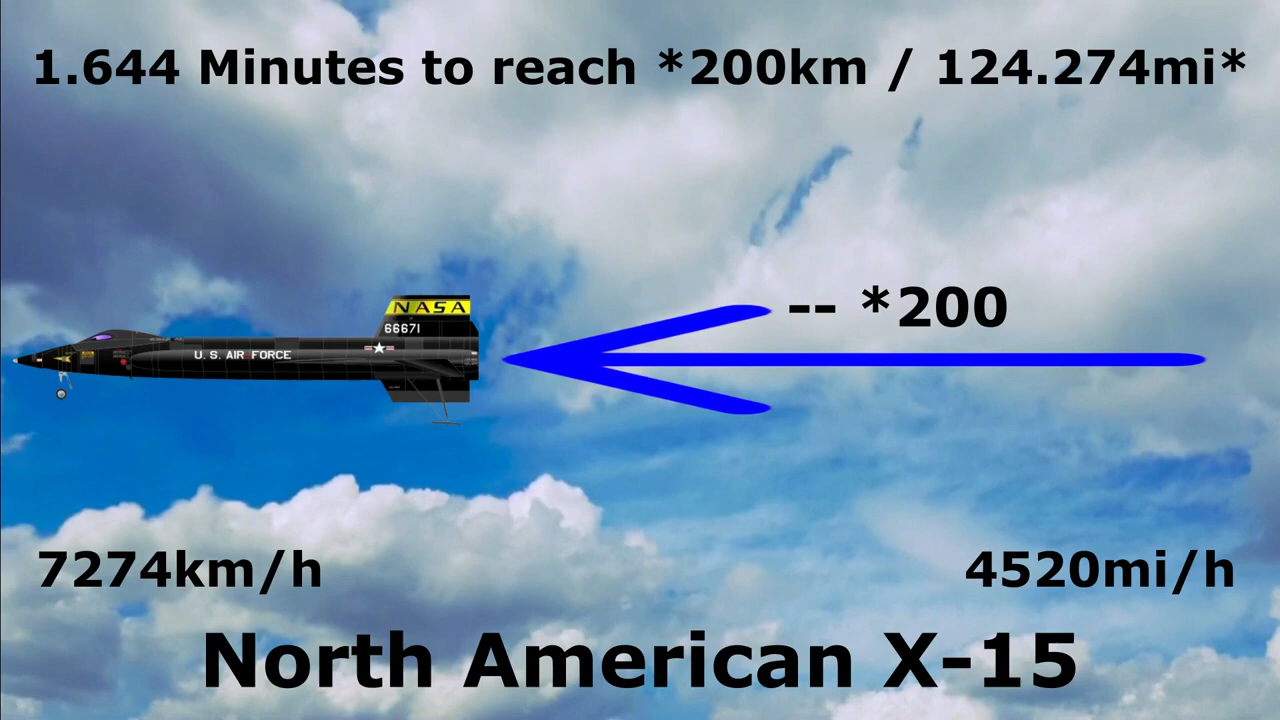 1.644 Minutes to reach *200km / 124.274mi*
-- *200
NASA
66671
U. S. AIR FORCE
7274km/h
4520mi/h
North American X-15